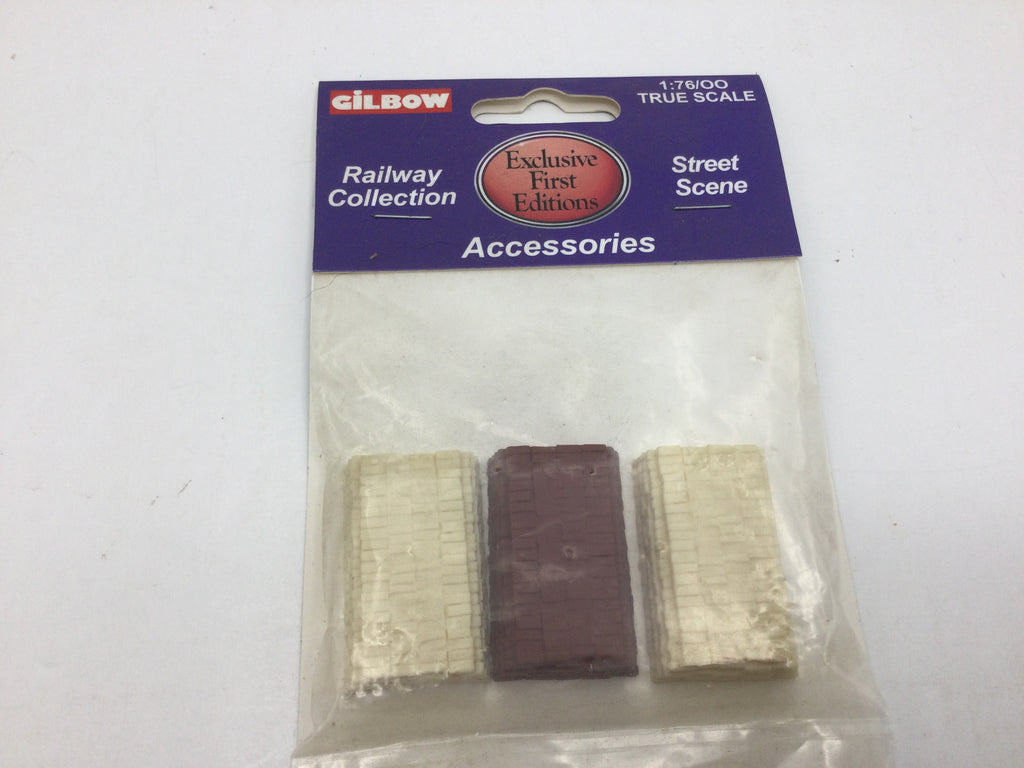 GiLBOW
1:76/OO
TRUE SCALE
Railway
Collection
Exclusive
First
Editions
Street
Scene
Accessories